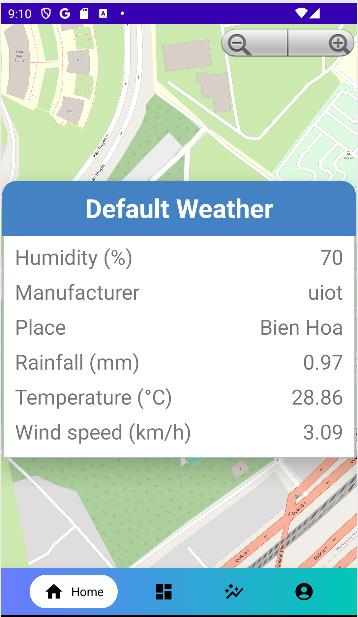 9:10
Default Weather
Humidity (%) 70
Manufacturer uiot
Place Bien Hoa
Rainfall (mm) 0.97
Temperature (°C) 28.86
Wind speed (km/h) 3.09
Home